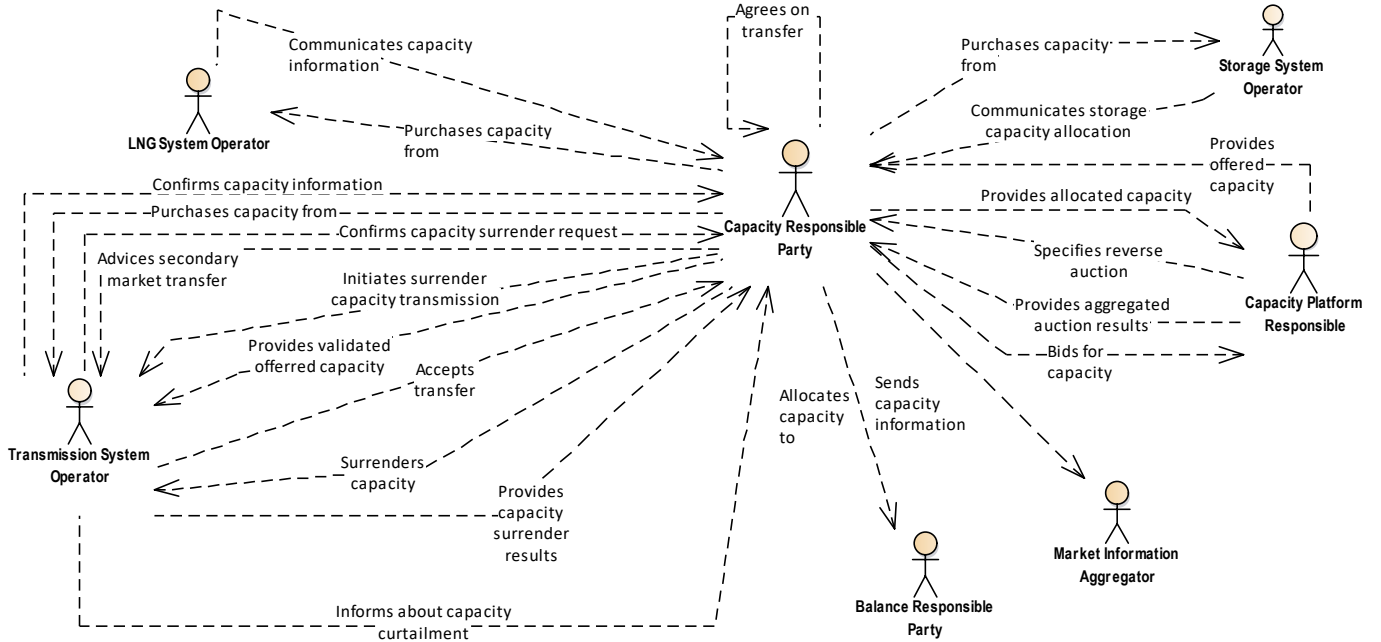 Agrees on
transfer
Communicates capacity
information
Purchases capacity
from
Storage System
Operator
LNG System Operator
Purchases capacity
from
Communicates storage
capacity allocation
Provides
offered
capacity
Confirms capacity information
Purchases capacity from
Confirms capacity surrender request
Capacity Responsible
Party
Provides allocated capacity
Advices secondary
market transfer
Specifies reverse
auction
Initiates surrender
capacity transmission
Capacity Platform
Responsible
Provides aggregated
auction results
Provides validated
oferred capacity
Bids for
capacity
Accepts
transfer
Allocates
capacity
to
Sends
capacity
information
Transmission System
Operator
Surrenders
capacity
Provides
capacity
surrender
results
Market Information
Aggregator
Balance Responsible
Party
Informs about capacity
curtailment